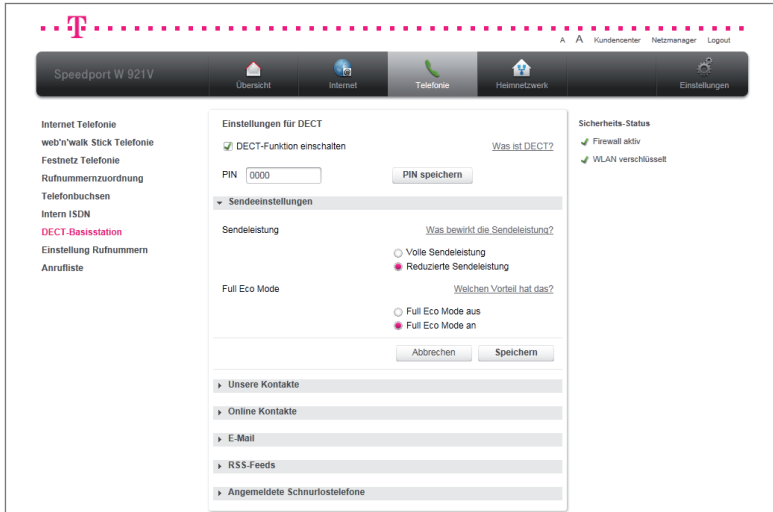 T
A A Kundencenter Netzmanager Logout
Speedport W 921V
Übersicht Internet Telefonie Heimnetzwerk Einstellungen
Internet Telefonie
web'n'walk Stick Telefonie
Festnetz Telefonie
Rufnummernzuordnung
Telefonbuchsen
Intern ISDN
DECT-Basisstation
Einstellung Rufnummern
Anrufliste
Einstellungen für DECT
DECT-Funktion einschalten Was ist DECT?
PIN 0000 PIN speichern
Sendeeinstellungen
Sendeleistung Was bewirkt die Sendeleistung?
Volle Sendeleistung
Reduzierte Sendeleistung
Full Eco Mode Welchen Vorteil hat das?
Full Eco Mode aus
Full Eco Mode an
Abbrechen Speichern
Unsere Kontakte
Online Kontakte
E-Mail
RSS-Feeds
Angemeldete Schnurlostelefone
Sicherheits-Status
Firewall aktiv
WLAN verschlüsselt